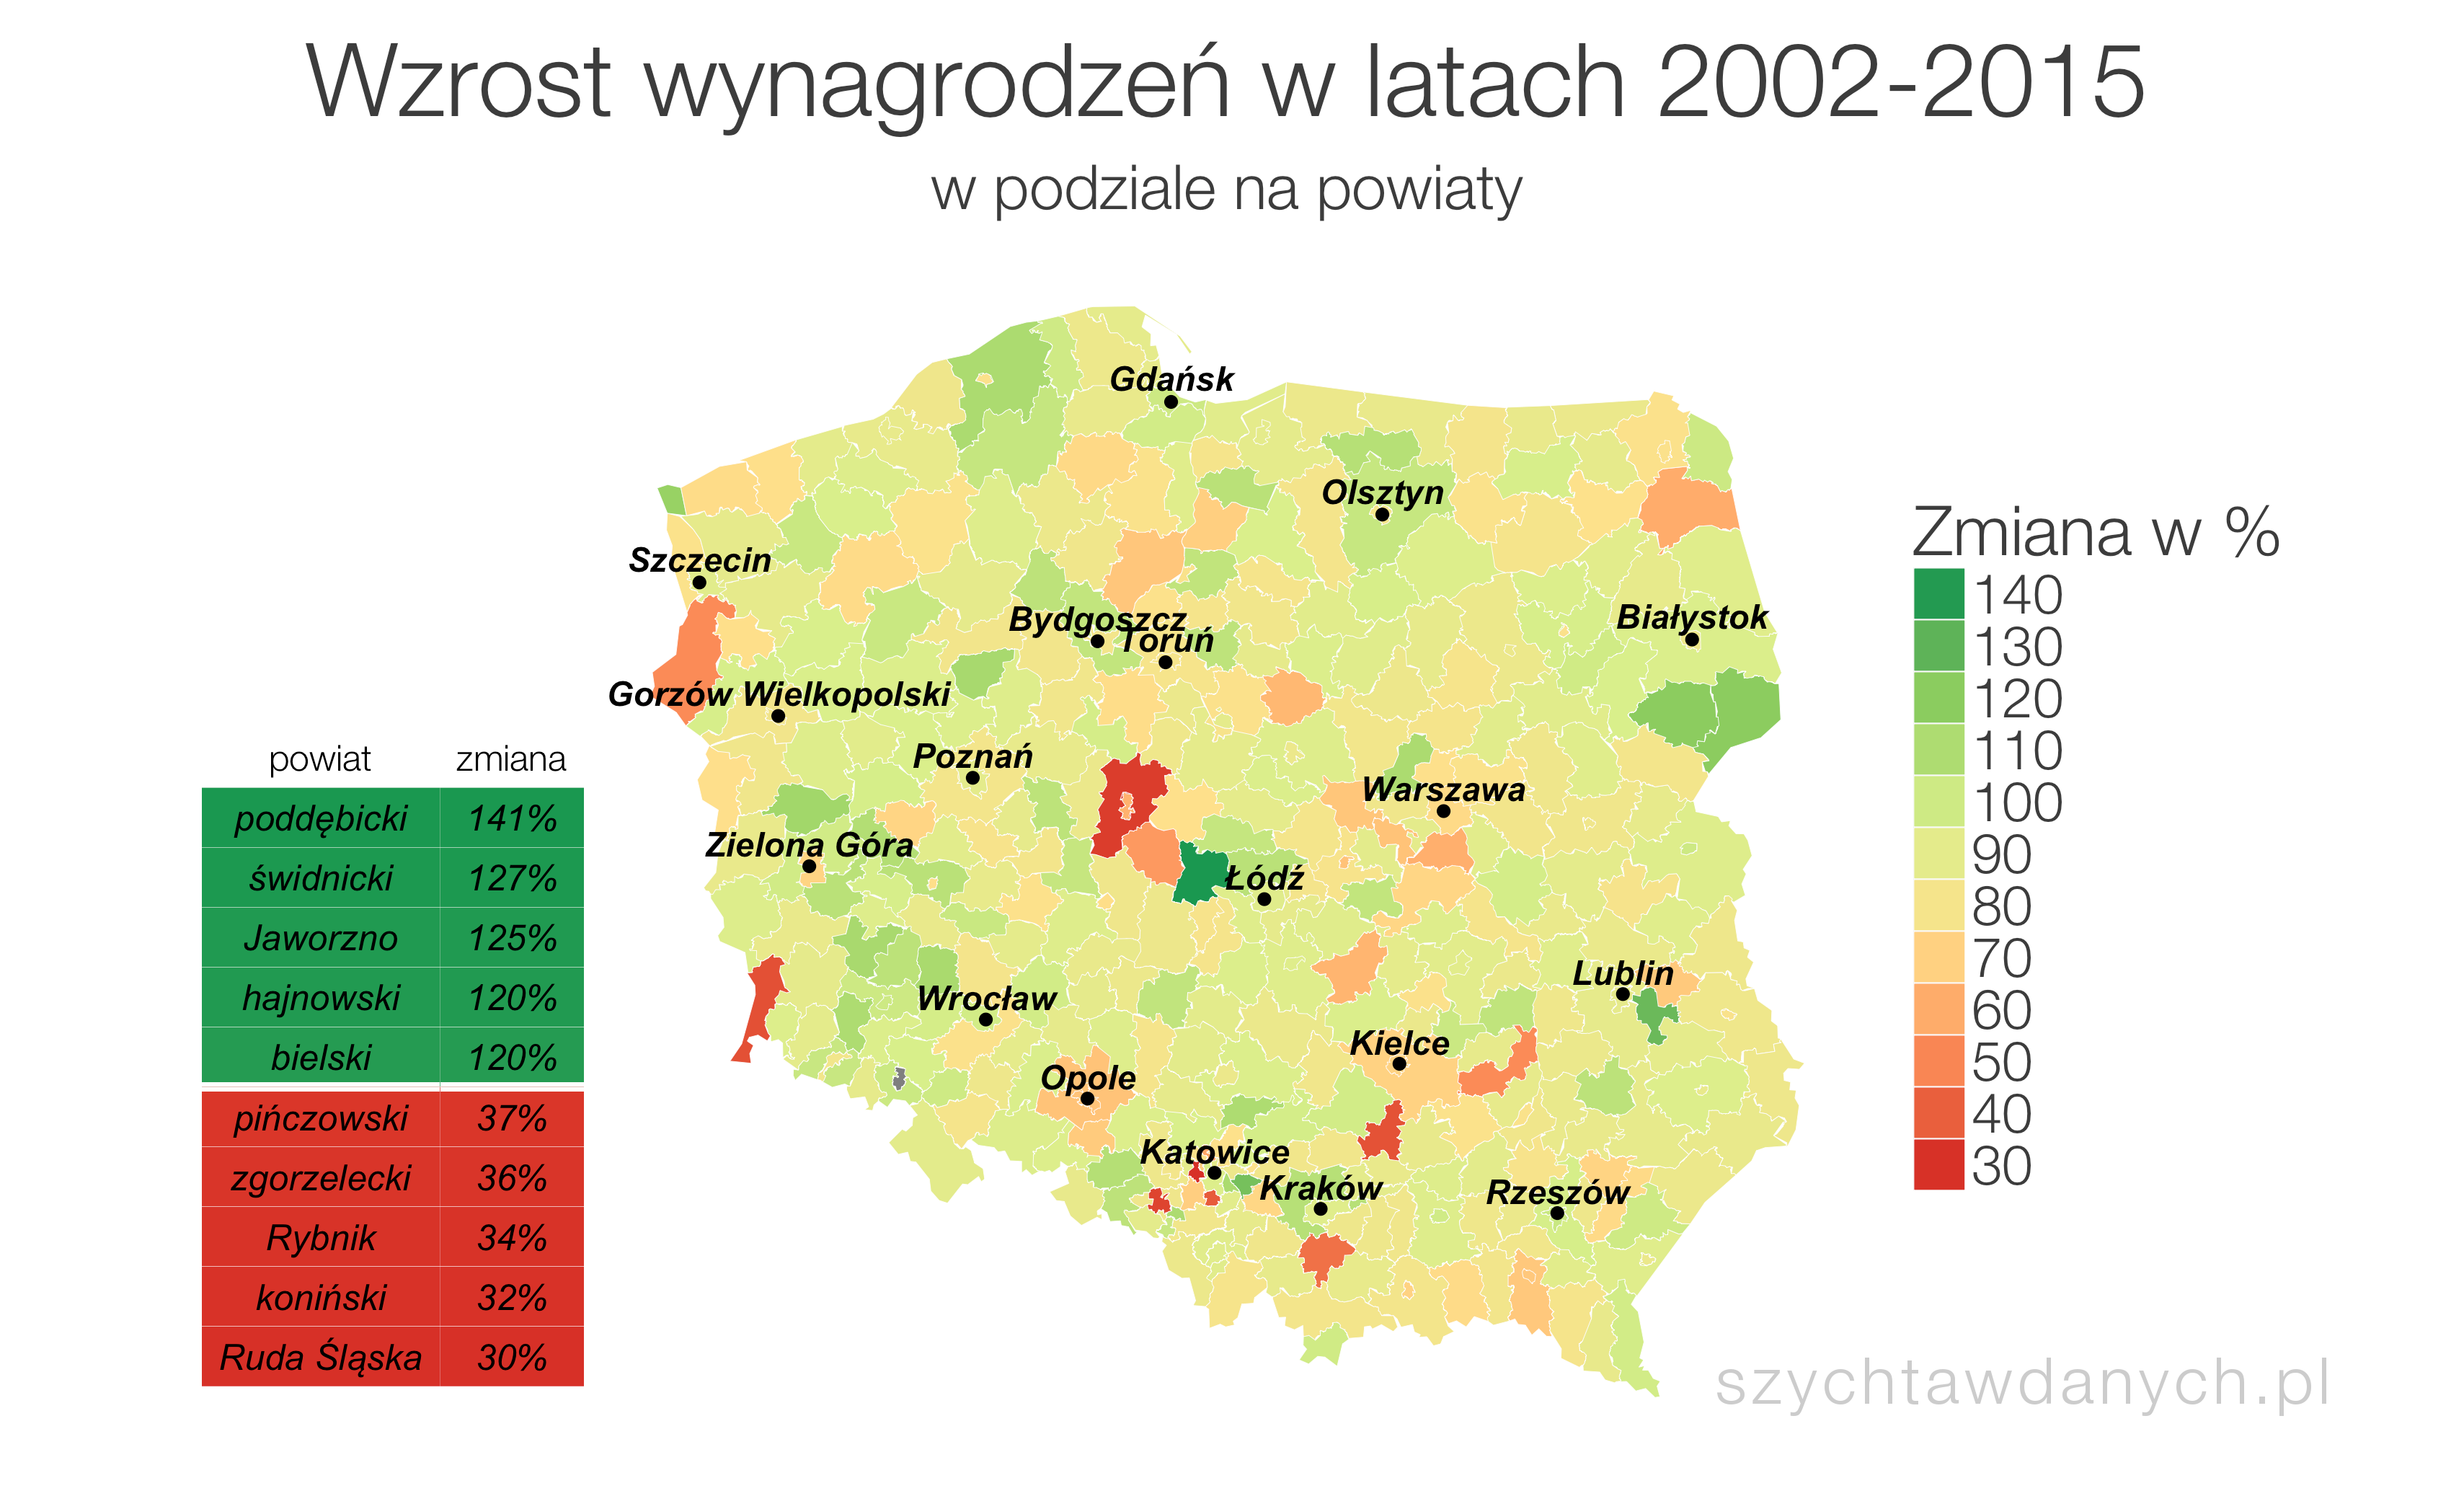 Wzrost wynagrodzeń w latach 2002-2015
w podziale na powiaty
Gdańsk
Olsztyn
Szczecin
Białystok
Bydgoszcz
Toruń
Gorzów Wielkopolski
Poznań
Warszawa
Zielona Góra
Łódź
Lublin
Wrocław
Kielce
Opole
Katowice
Kraków
Rzeszów
powiat zmiana
poddębicki 141%
świdnicki 127%
Jaworzno 125%
hajnowski 120%
bielski 120%
pińczowski 37%
zgorzelecki 36%
Rybnik 34%
koniński 32%
Ruda Śląska 30%
Zmiana w %
140
130
120
110
100
90
80
70
60
50
40
30
szychtawdanych.pl